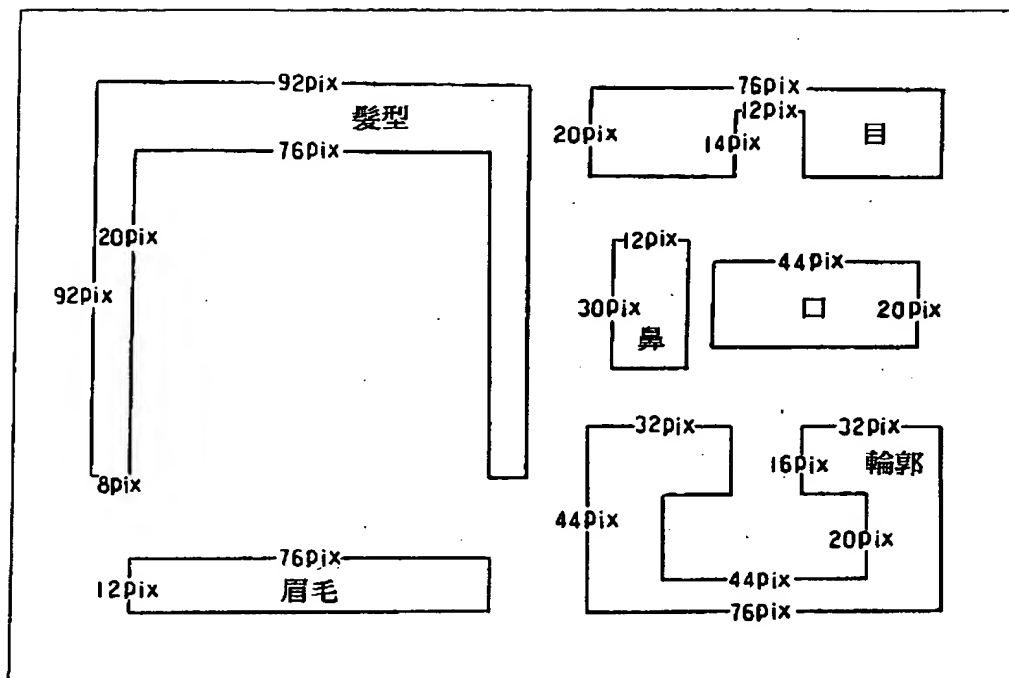 92pix
髪型
76pix
20pix
92pix
8pix
76pix
12pix
眉毛
76pix
12pix
20pix
14pix
目
12pix
30pix
鼻
44pix
口
20pix
32pix
32pix
16pix
輪郭
44pix
20pix
44pix
76pix